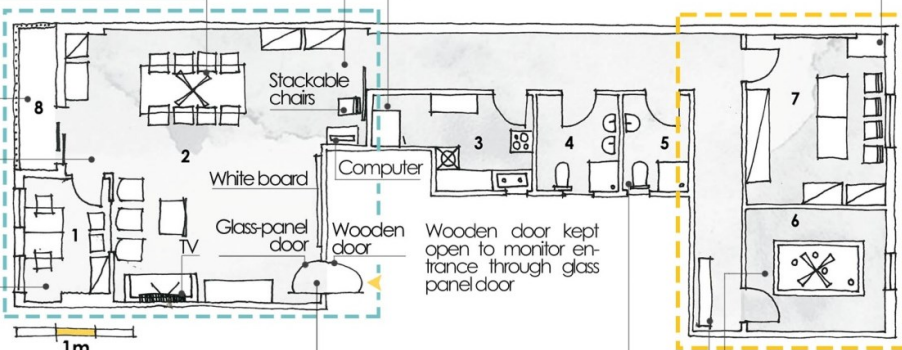 8
2
1
3
4
5
7
6
Stackable
chairs
Computer
White board
Glass-panel
door
Wooden
door
TV
Wooden door kept
open to monitor en-
trance through glass
panel door
1m